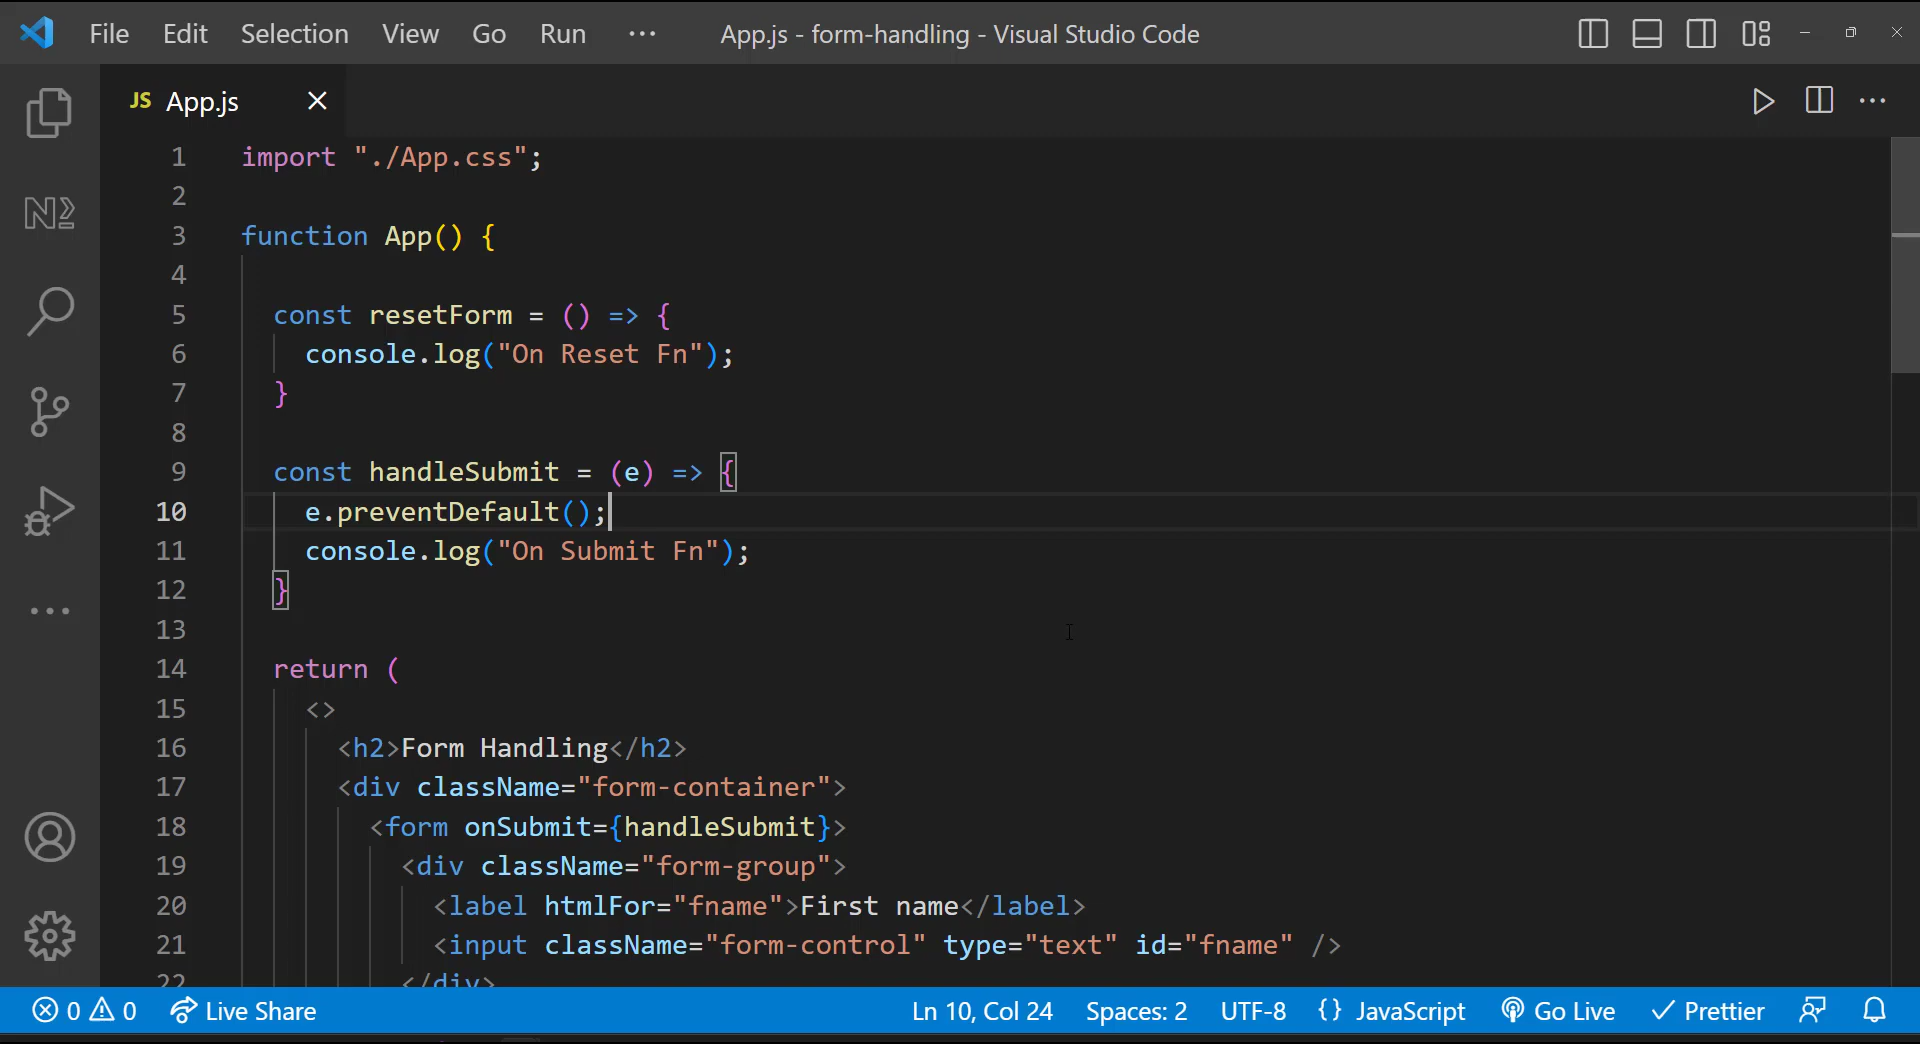 File Edit Selection View Go Run ··· App.js - form-handling - Visual Studio Code
JS App.js
1 import "./App.css";
2
3 function App() {
4
5 const resetForm = () => {
6 console.log("On Reset Fn");
7 }
8
9 const handleSubmit = (e) => {
10 e.preventDefault();
11 console.log("On Submit Fn");
12 }
13
14 return (
15 <>
16 <h2>Form Handling</h2>
17 <div className="form-container">
18 <form onSubmit={handleSubmit}>
19 <div className="form-group">
20 <label htmlFor="fname">First name</label>
21 <input className="form-control" type="text" id="fname" />
22 </div>
0 0 Live Share Ln 10, Col 24 Spaces: 2 UTF-8 {} JavaScript Go Live Prettier